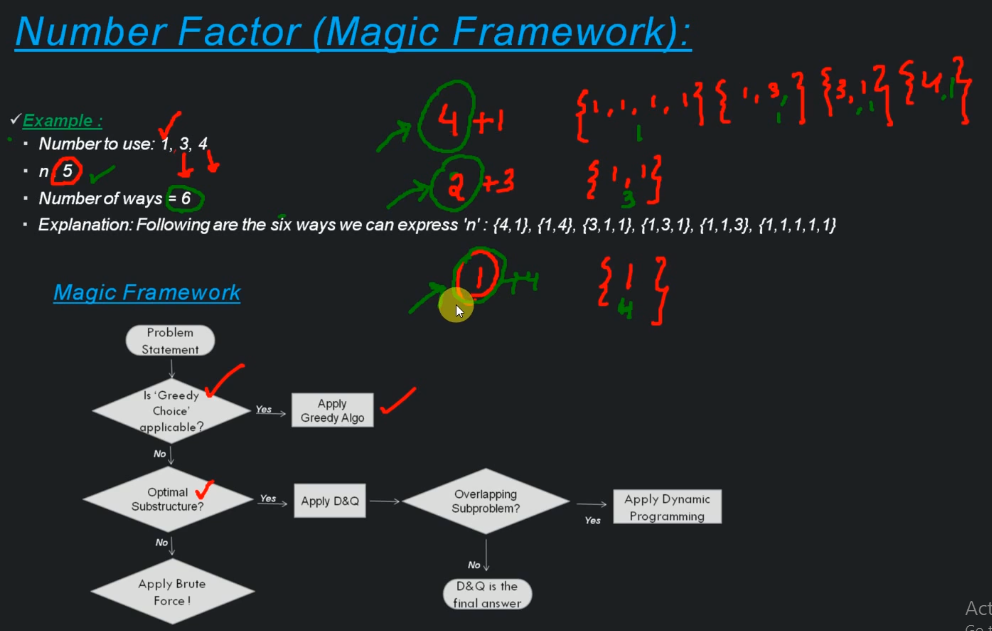 Number Factor (Magic Framework):
✓Example :
▪ Number to use: 1, 3, 4
▪ n 5
▪ Number of ways = 6
▪ Explanation: Following are the six ways we can express 'n' : {4,1}, {1,4}, {3,1,1}, {1,3,1}, {1,1,3}, {1,1,1,1,1}
4 +1
{1, 1, 1, 1} {1, 3, } {3, 1 } {4, }
1 1 , 1 , 1
2 +3
{1, 1}
3
1 +4
{ 1 }
4
Magic Framework
Problem
Statement
Is 'Greedy
Choice'
applicable?
Yes
Apply
Greedy Algo
No
Optimal
Substructure?
Yes
Apply D&Q
Overlapping
Subproblem?
Yes
Apply Dynamic
Programming
No
Apply Brute
Force !
No
D&Q is the
final answer
Act